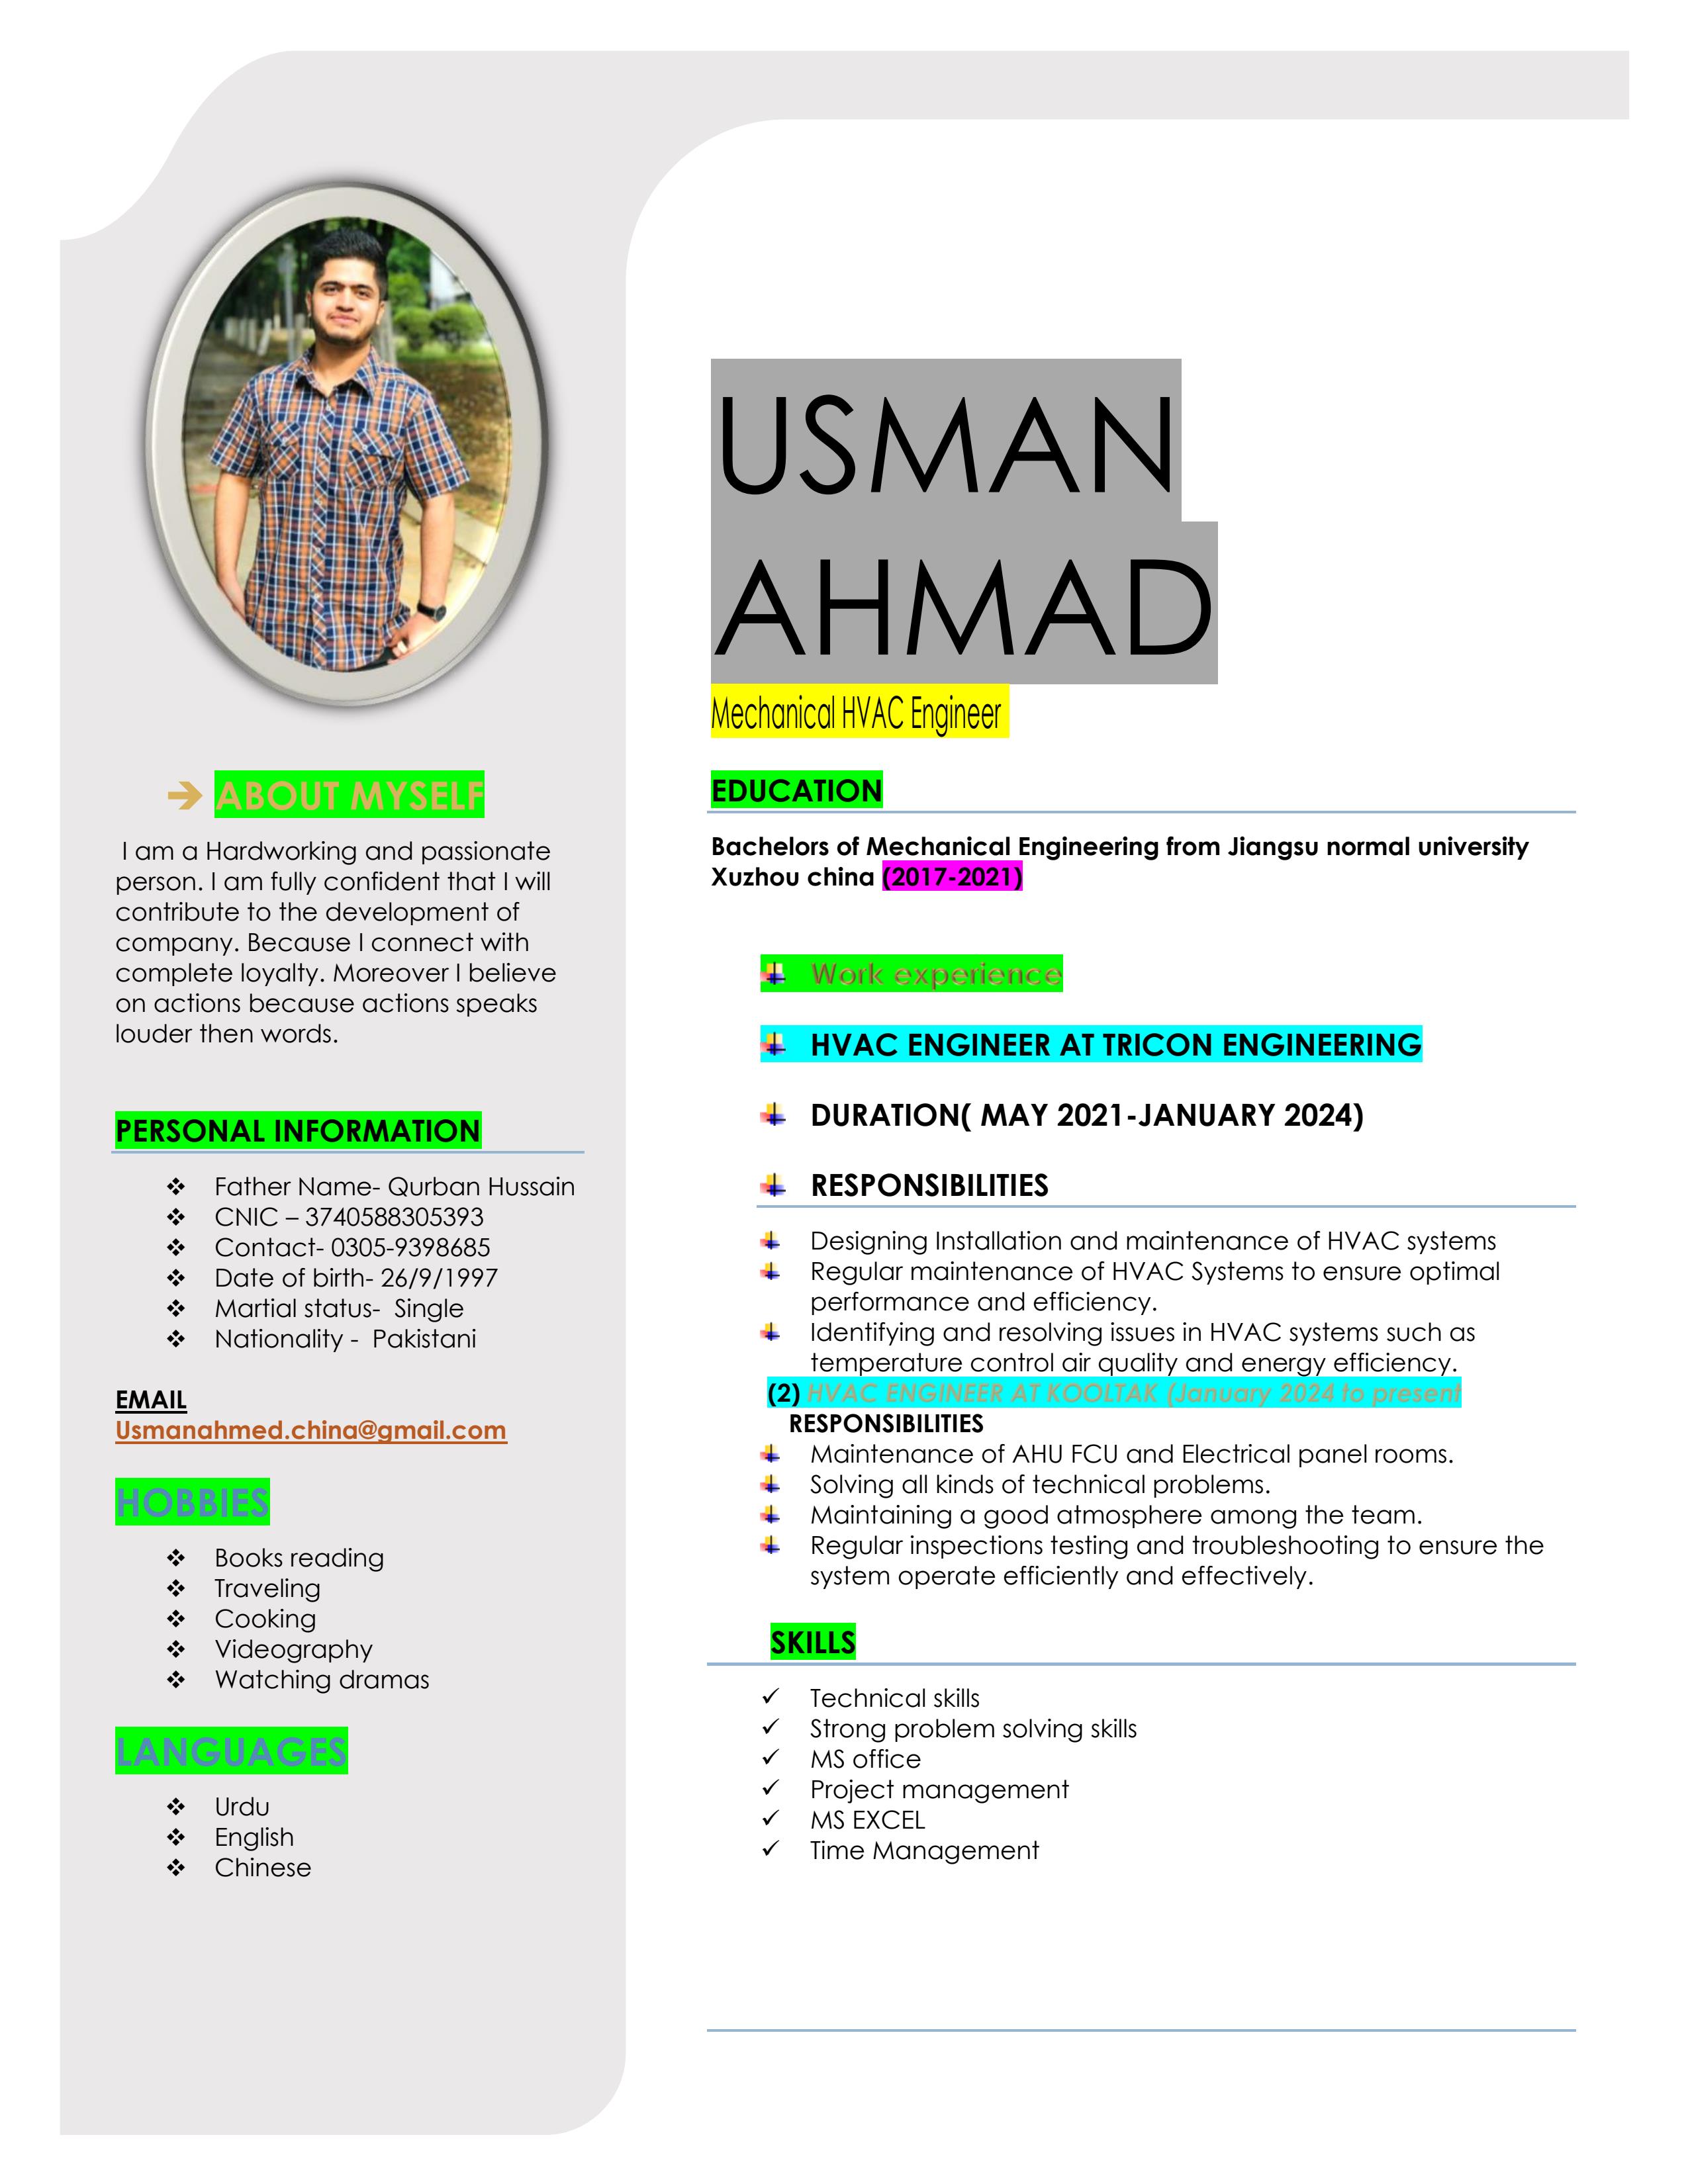 USMAN
AHMAD
Mechanical HVAC Engineer
ABOUT MYSELF
I am a Hardworking and passionate
person. I am fully confident that I will
contribute to the development of
company. Because I connect with
complete loyalty. Moreover I believe
on actions because actions speaks
louder then words.
PERSONAL INFORMATION
Father Name- Qurban Hussain
CNIC – 3740588305393
Contact- 0305-9398685
Date of birth- 26/9/1997
Martial status-  Single
Nationality -  Pakistani
EMAIL
Usmanahmed.china@gmail.com
HOBBIES
Books reading
Traveling
Cooking
Videography
Watching dramas
LANGUAGES
Urdu
English
Chinese
EDUCATION
Bachelors of Mechanical Engineering from Jiangsu normal university
Xuzhou china (2017-2021)
Work experience
HVAC ENGINEER AT TRICON ENGINEERING
DURATION( MAY 2021-JANUARY 2024)
RESPONSIBILITIES
Designing Installation and maintenance of HVAC systems
Regular maintenance of HVAC Systems to ensure optimal
performance and efficiency.
Identifying and resolving issues in HVAC systems such as
temperature control air quality and energy efficiency.
(2) HVAC ENGINEER AT KOOLTAK (January 2024 to present
RESPONSIBILITIES
Maintenance of AHU FCU and Electrical panel rooms.
Solving all kinds of technical problems.
Maintaining a good atmosphere among the team.
Regular inspections testing and troubleshooting to ensure the
system operate efficiently and effectively.
SKILLS
Technical skills
Strong problem solving skills
MS office
Project management
MS EXCEL
Time Management